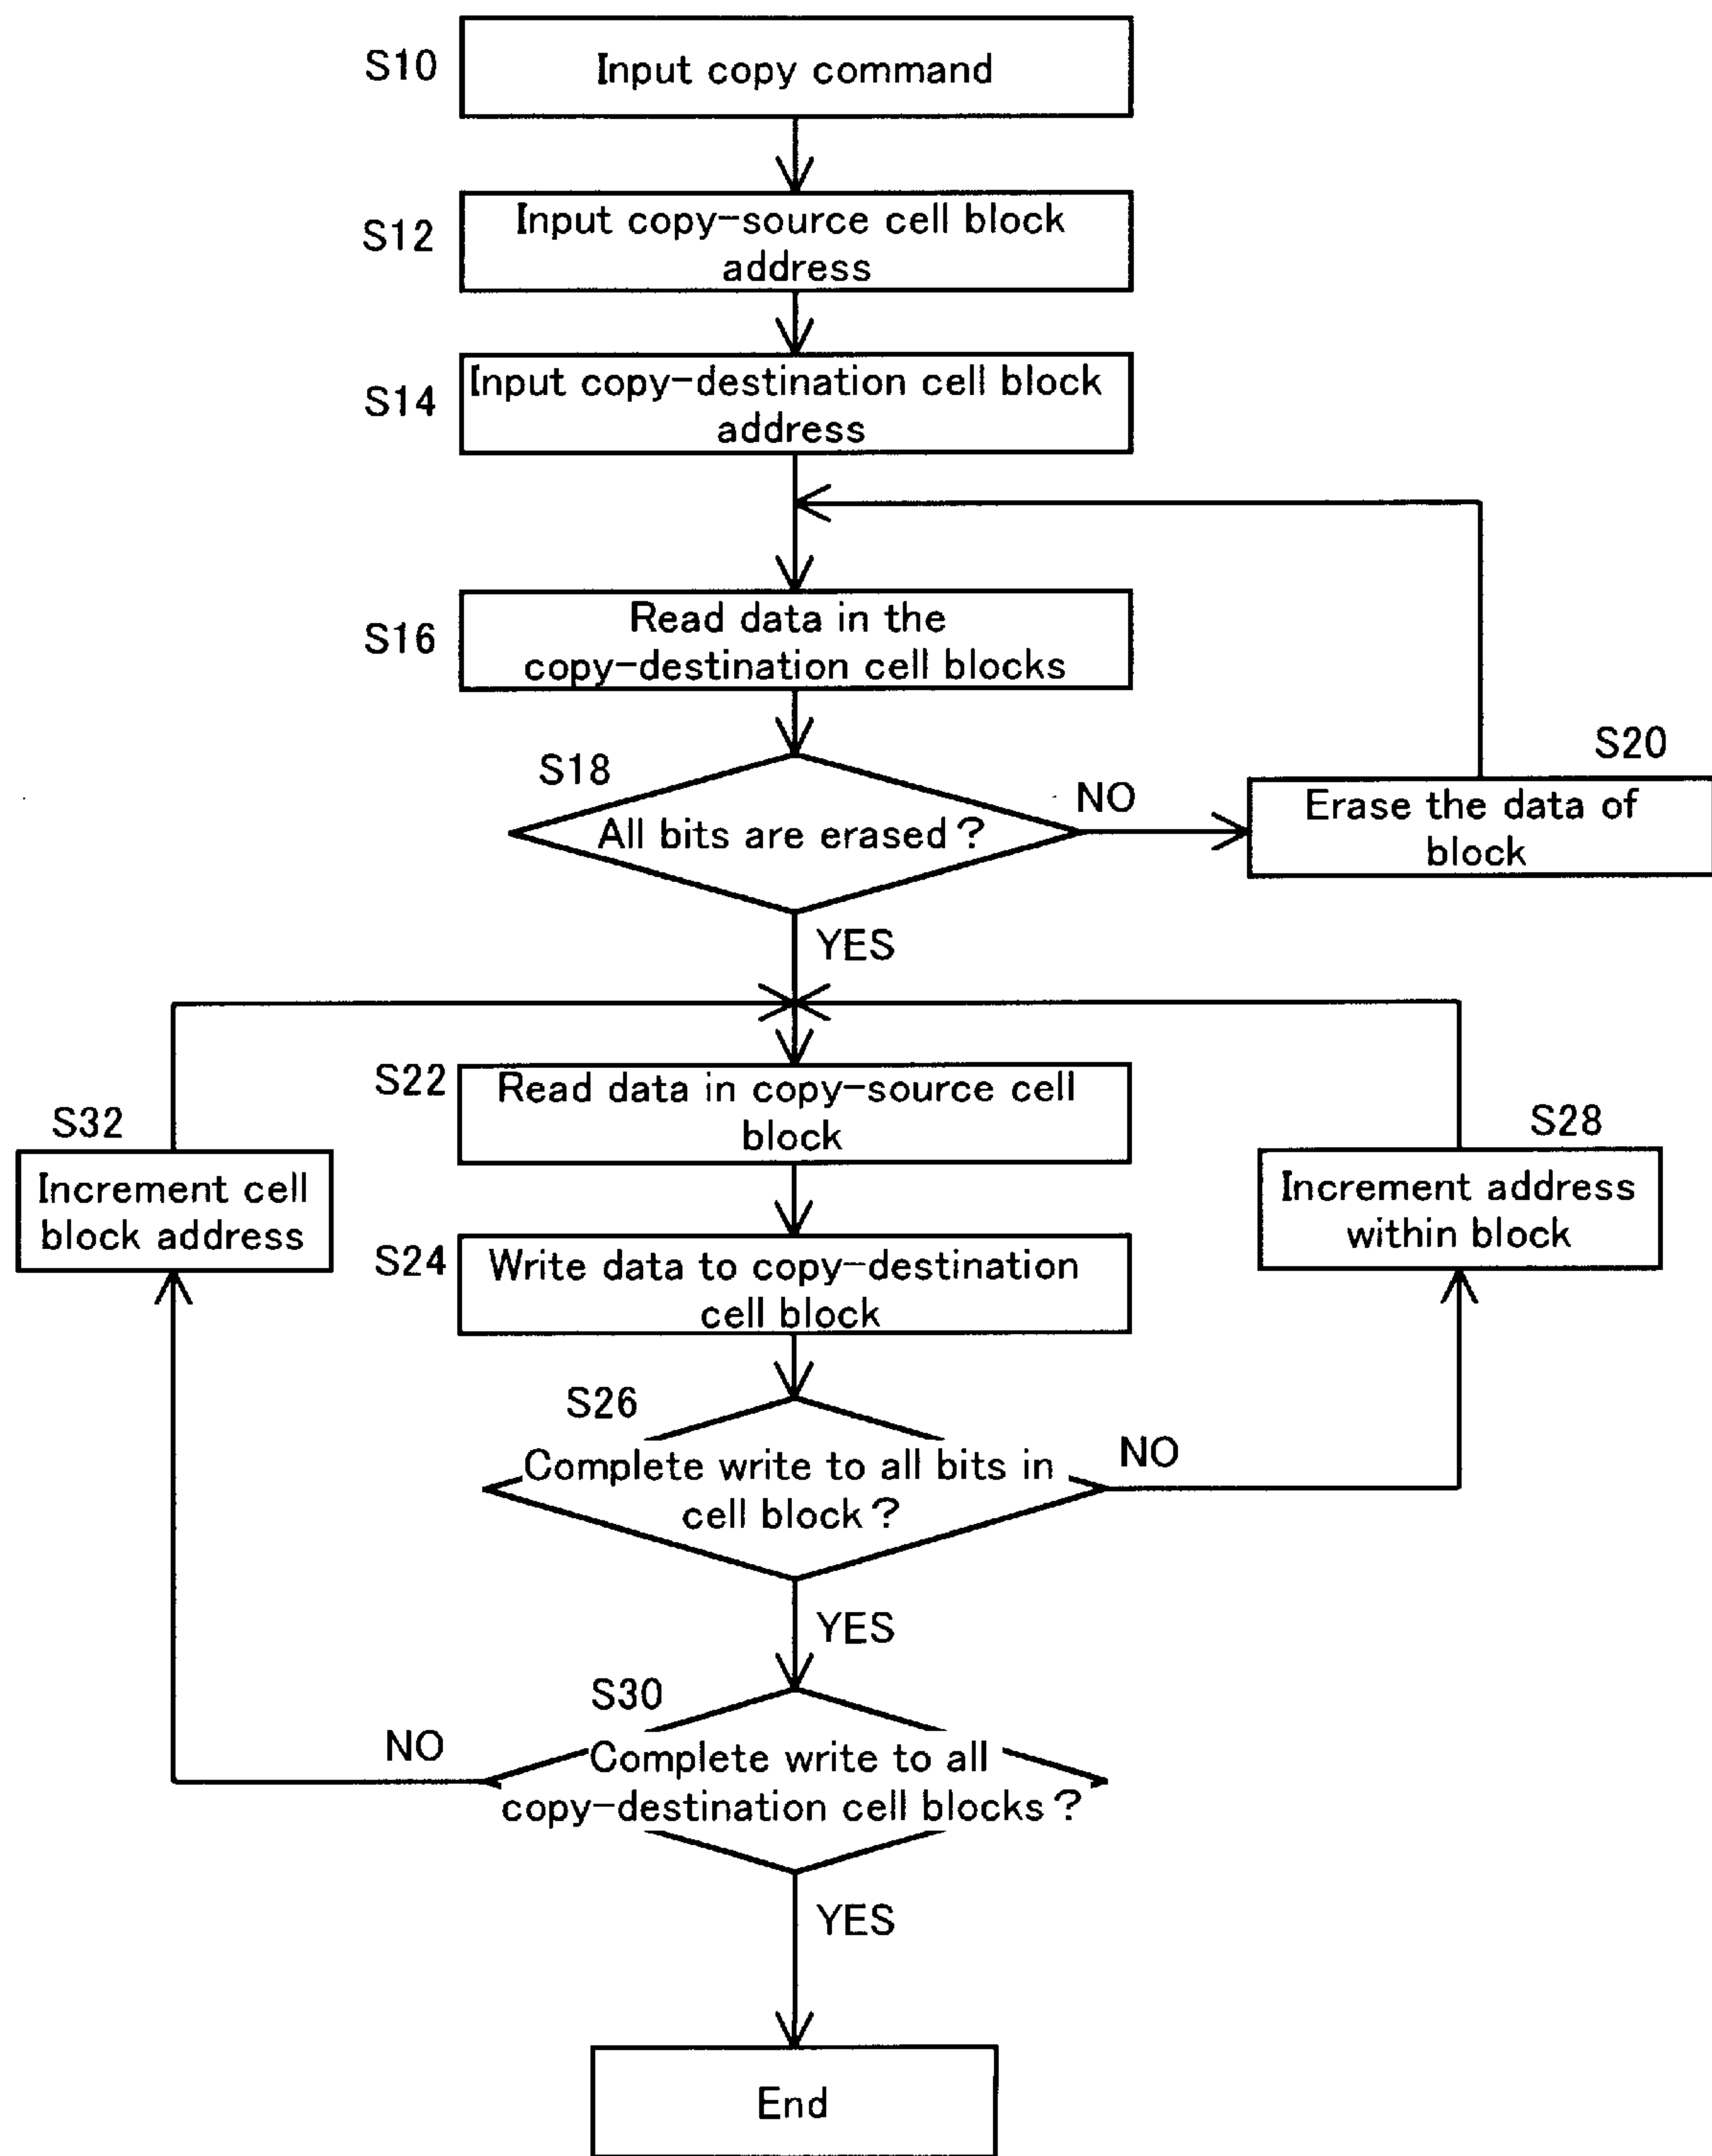 S10
Input copy command
S12
Input copy-source cell block
address
S14
Input copy-destination cell block
address
S16
Read data in the
copy-destination cell blocks
S18
All bits are erased ?
NO
S20
Erase the data of
block
YES
S22
Read data in copy-source cell
block
S32
Increment cell
block address
S28
Increment address
within block
S24
Write data to copy-destination
cell block
S26
Complete write to all bits in
cell block ?
NO
YES
S30
Complete write to all
copy-destination cell blocks ?
NO
YES
End